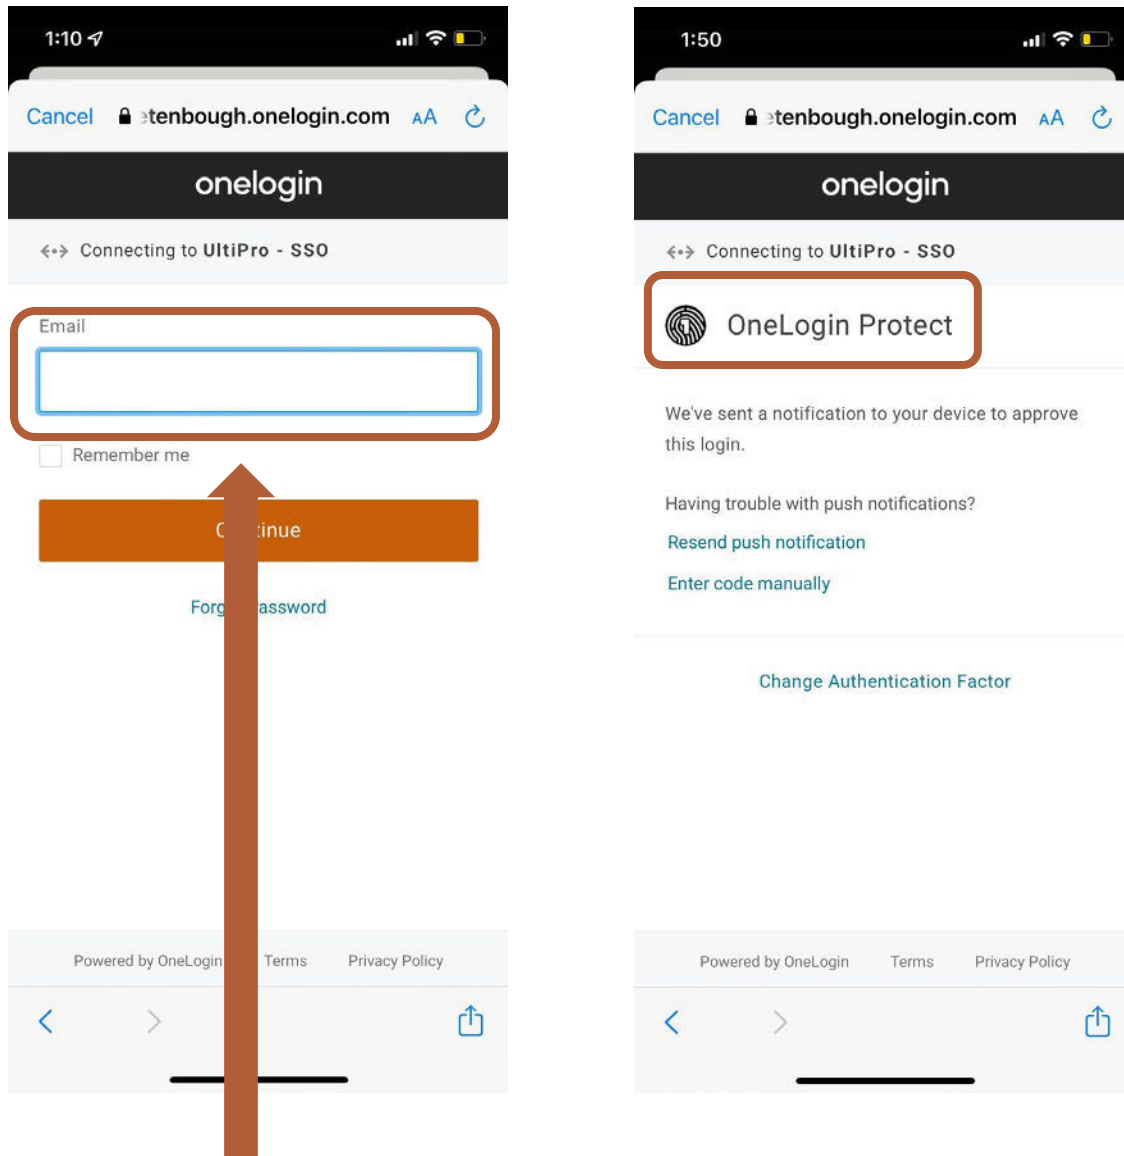 1:10
Cancel
tenbough.onelogin.com
AA
onelogin
Connecting to UltiPro - SSO
Email
Remember me
Powered by OneLogin
Terms
Privacy Policy
1:50
Cancel
tenbough.onelogin.com
AA
onelogin
Connecting to UltiPro - SSO
OneLogin Protect
We've sent a notification to your device to approve
this login.
Having trouble with push notifications?
Resend push notification
Enter code manually
Change Authentication Factor
Powered by OneLogin
Terms
Privacy Policy